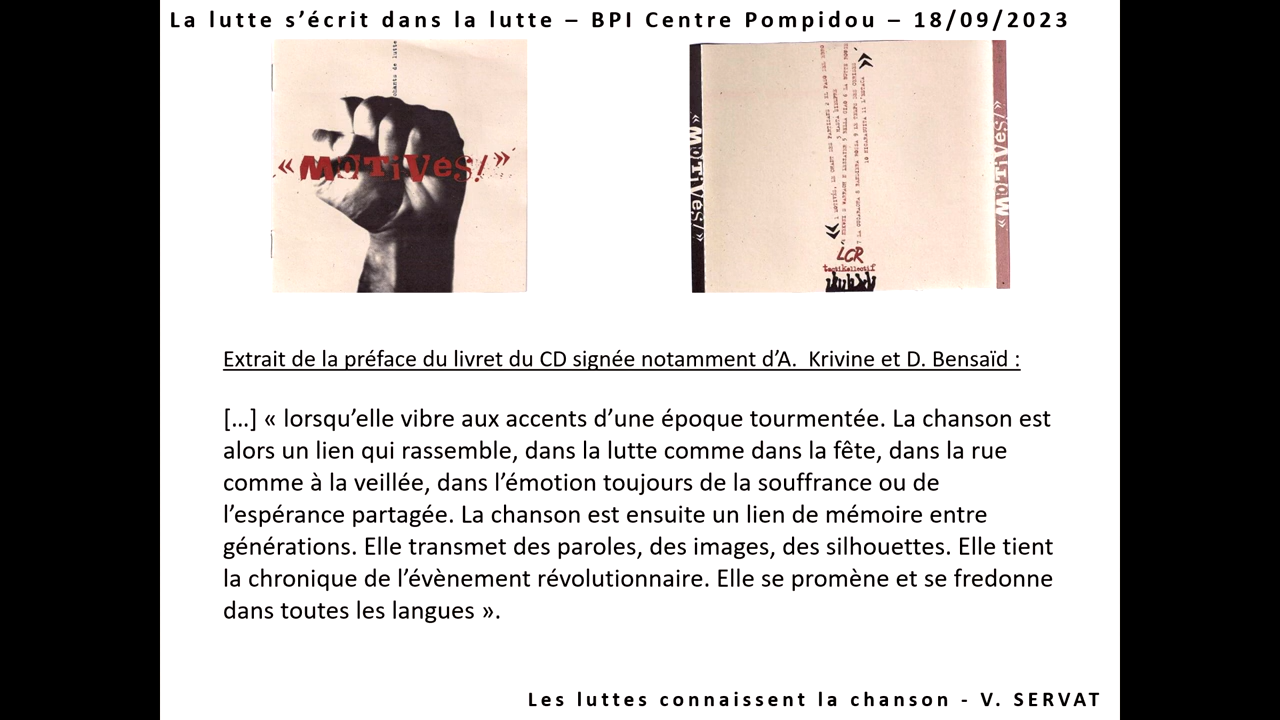 La lutte s’écrit dans la lutte – BPI Centre Pompidou – 18/09/2023
chants de lutte
« MOTiVés! »
« MOTiVés! »
LCR
tactiKollectif
« MOTiVés! »
Extrait de la préface du livret du CD signée notamment d’A. Krivine et D. Bensaïd :
[…] « lorsqu’elle vibre aux accents d’une époque tourmentée. La chanson est
alors un lien qui rassemble, dans la lutte comme dans la fête, dans la rue
comme à la veillée, dans l’émotion toujours de la souffrance ou de
l’espérance partagée. La chanson est ensuite un lien de mémoire entre
générations. Elle transmet des paroles, des images, des silhouettes. Elle tient
la chronique de l’évènement révolutionnaire. Elle se promène et se fredonne
dans toutes les langues ».
Les luttes connaissent la chanson - V. SERVAT